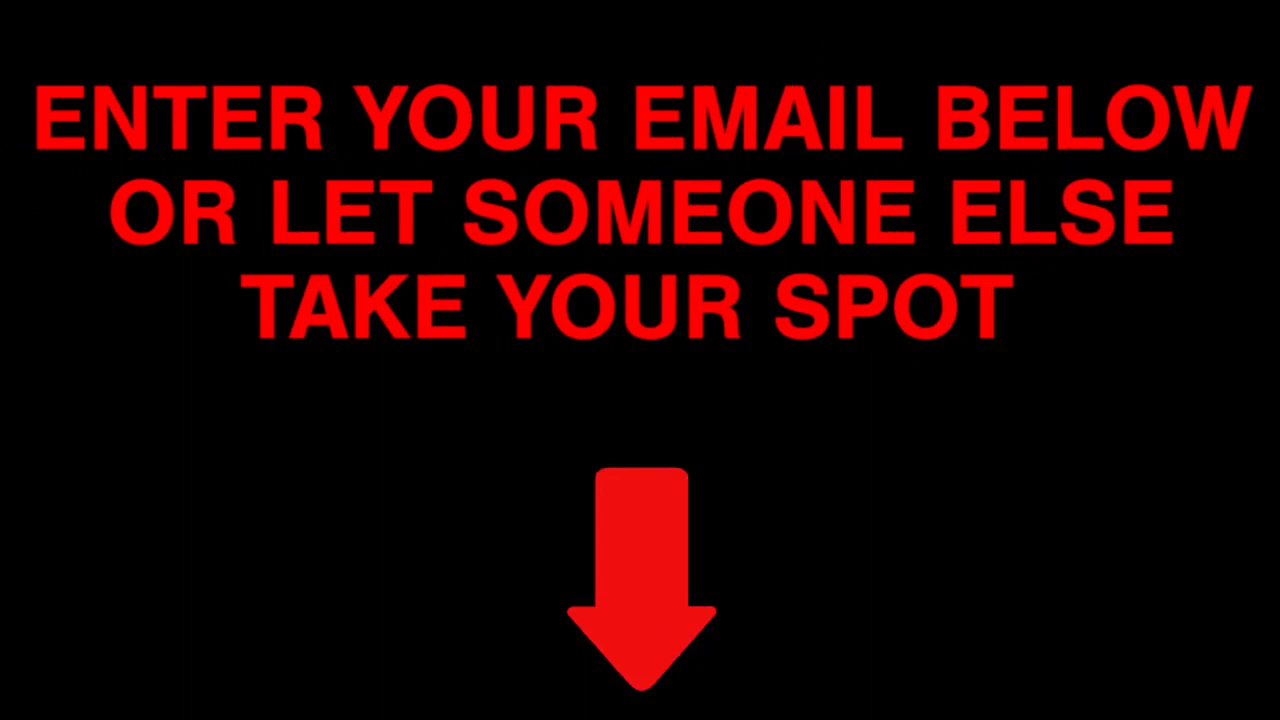 ENTER YOUR EMAIL BELOW
OR LET SOMEONE ELSE
TAKE YOUR SPOT